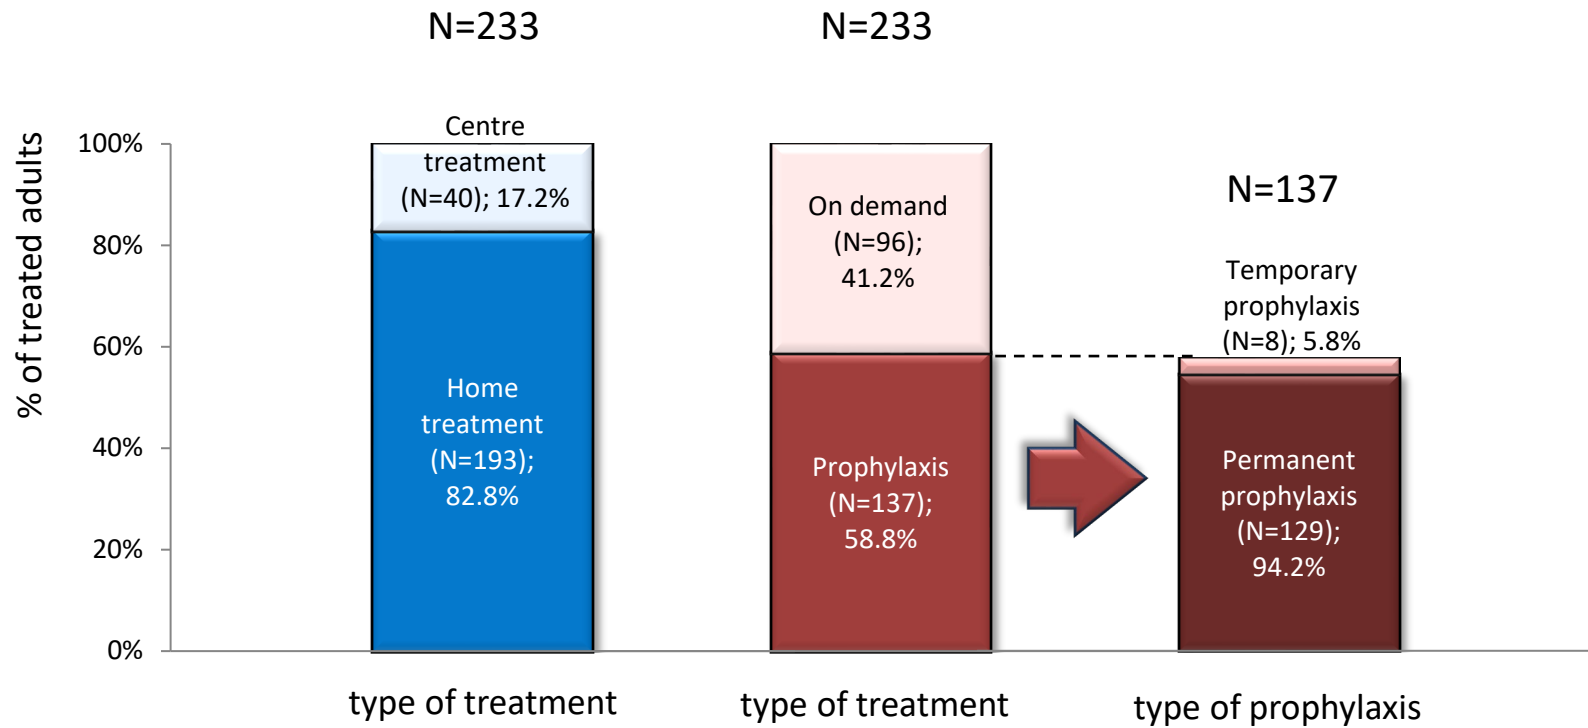 N=233
N=233
N=137
% of treated adults
100%
80%
60%
40%
20%
0%
Centre
treatment
(N=40); 17.2%
Home
treatment
(N=193);
82.8%
On demand
(N=96);
41.2%
Prophylaxis
(N=137);
58.8%
Temporary
prophylaxis
(N=8); 5.8%
Permanent
prophylaxis
(N=129);
94.2%
type of treatment
type of treatment
type of prophylaxis